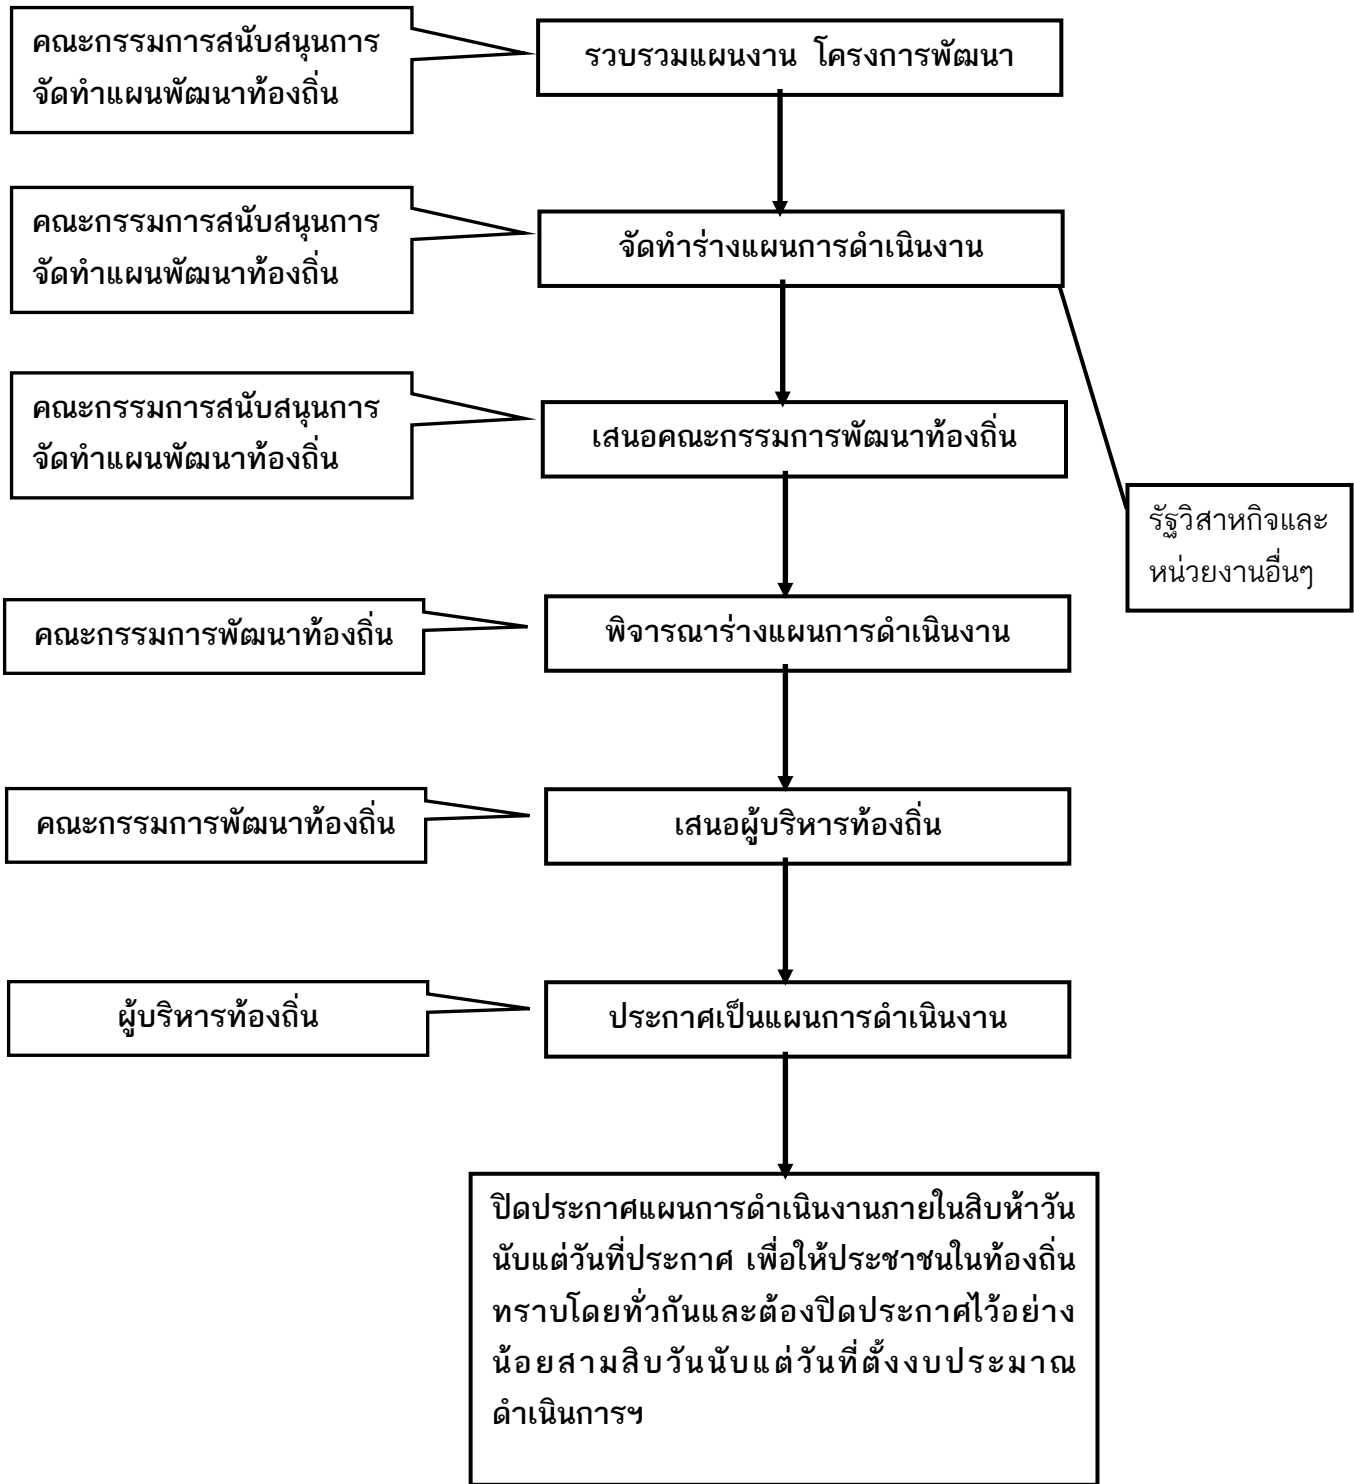 คณะกรรมการสนับสนุนการ
จัดทำแผนพัฒนาท้องถิ่น
รวบรวมแผนงาน โครงการพัฒนา
คณะกรรมการสนับสนุนการ
จัดทำแผนพัฒนาท้องถิ่น
จัดทำร่างแผนการดำเนินงาน
คณะกรรมการสนับสนุนการ
จัดทำแผนพัฒนาท้องถิ่น
เสนอคณะกรรมการพัฒนาท้องถิ่น
รัฐวิสาหกิจและ
หน่วยงานอื่นๆ
คณะกรรมการพัฒนาท้องถิ่น
พิจารณาร่างแผนการดำเนินงาน
คณะกรรมการพัฒนาท้องถิ่น
เสนอผู้บริหารท้องถิ่น
ผู้บริหารท้องถิ่น
ประกาศเป็นแผนการดำเนินงาน
ปิดประกาศแผนการดำเนินงานภายในสิบห้าวัน
นับแต่วันที่ประกาศ เพื่อให้ประชาชนในท้องถิ่น
ทราบโดยทั่วกันและต้องปิดประกาศไว้อย่าง
น้อยสามสิบวันนับแต่วันที่ตั้งงบประมาณ
ดำเนินการฯ